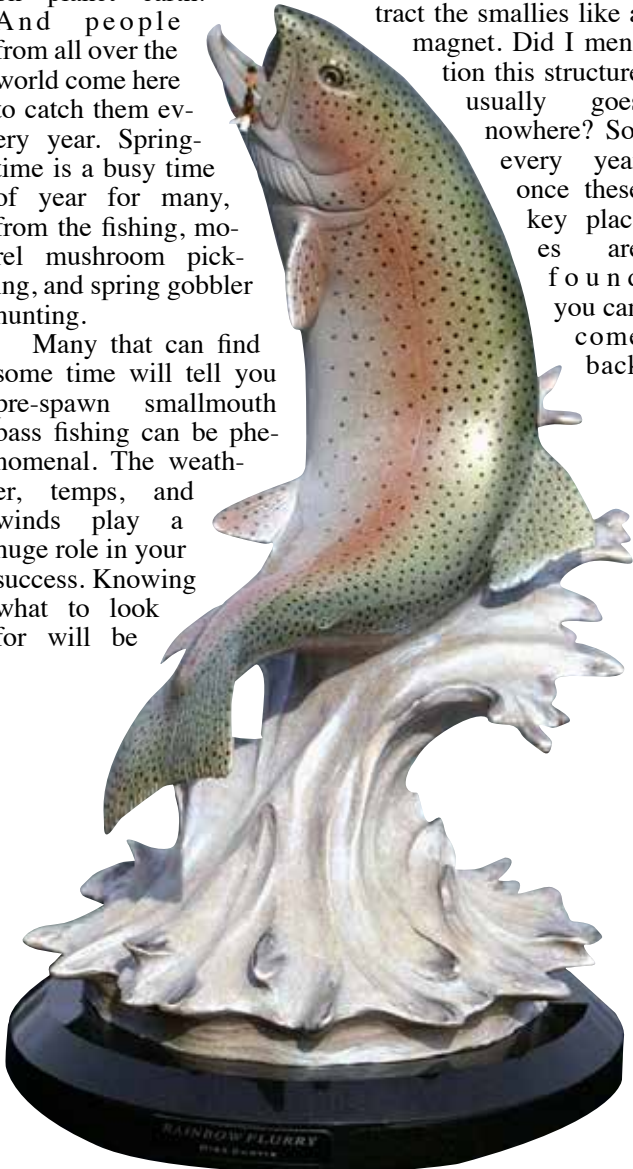 planet earth.
And people
from all over the
world come here
to catch them ev-
ery year. Spring-
time is a busy time
of year for many,
from the fishing, mo-
rel mushroom pick-
ing, and spring gobbler
hunting.
Many that can find
some time will tell you
pre-spawn smallmouth
bass fishing can be phe-
nomenal. The weath-
er, temps, and
winds play a
huge role in your
success. Knowing
what to look
for will be
tract the smallies like a
magnet. Did I men
tion this structure
usually goes
nowhere? So
every year
once these
key plac
es are
found
you can
come
back
RAINBOW FLURRY